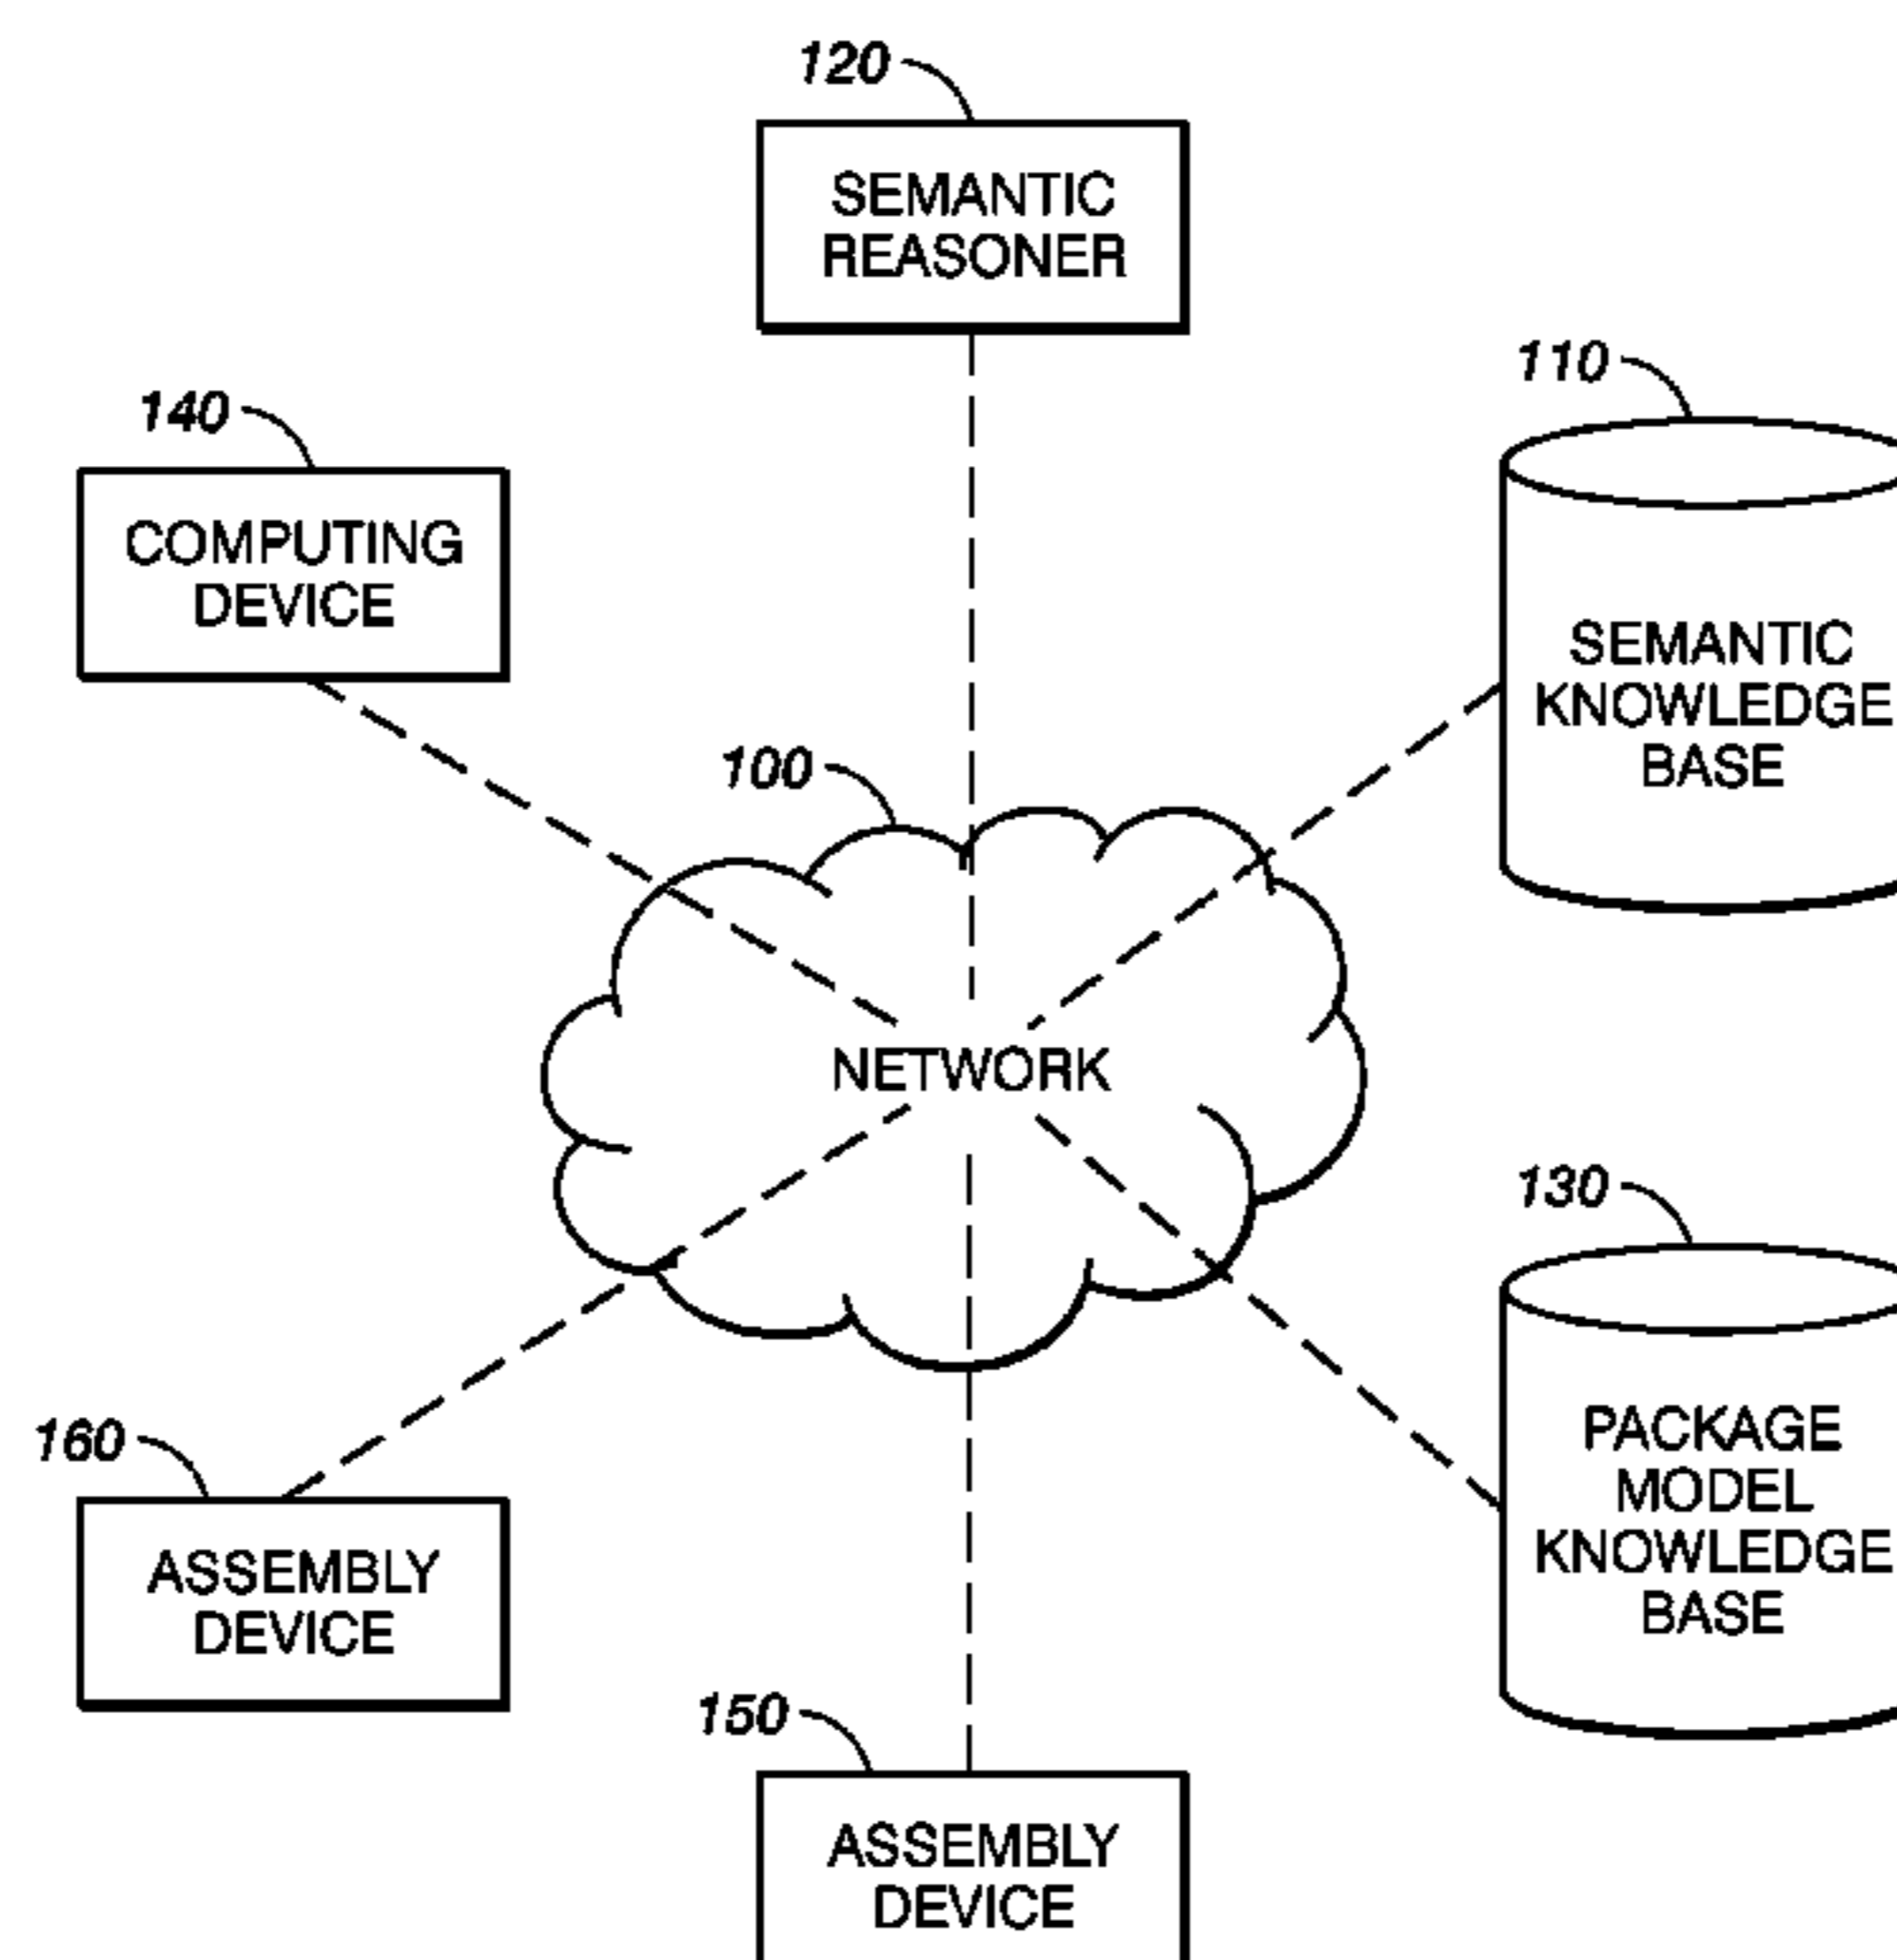 120
SEMANTIC
REASONER
110
140
COMPUTING
DEVICE
SEMANTIC
KNOWLEDGE
BASE
100
NETWORK
130
PACKAGE
MODEL
KNOWLEDGE
BASE
160
ASSEMBLY
DEVICE
150
ASSEMBLY
DEVICE